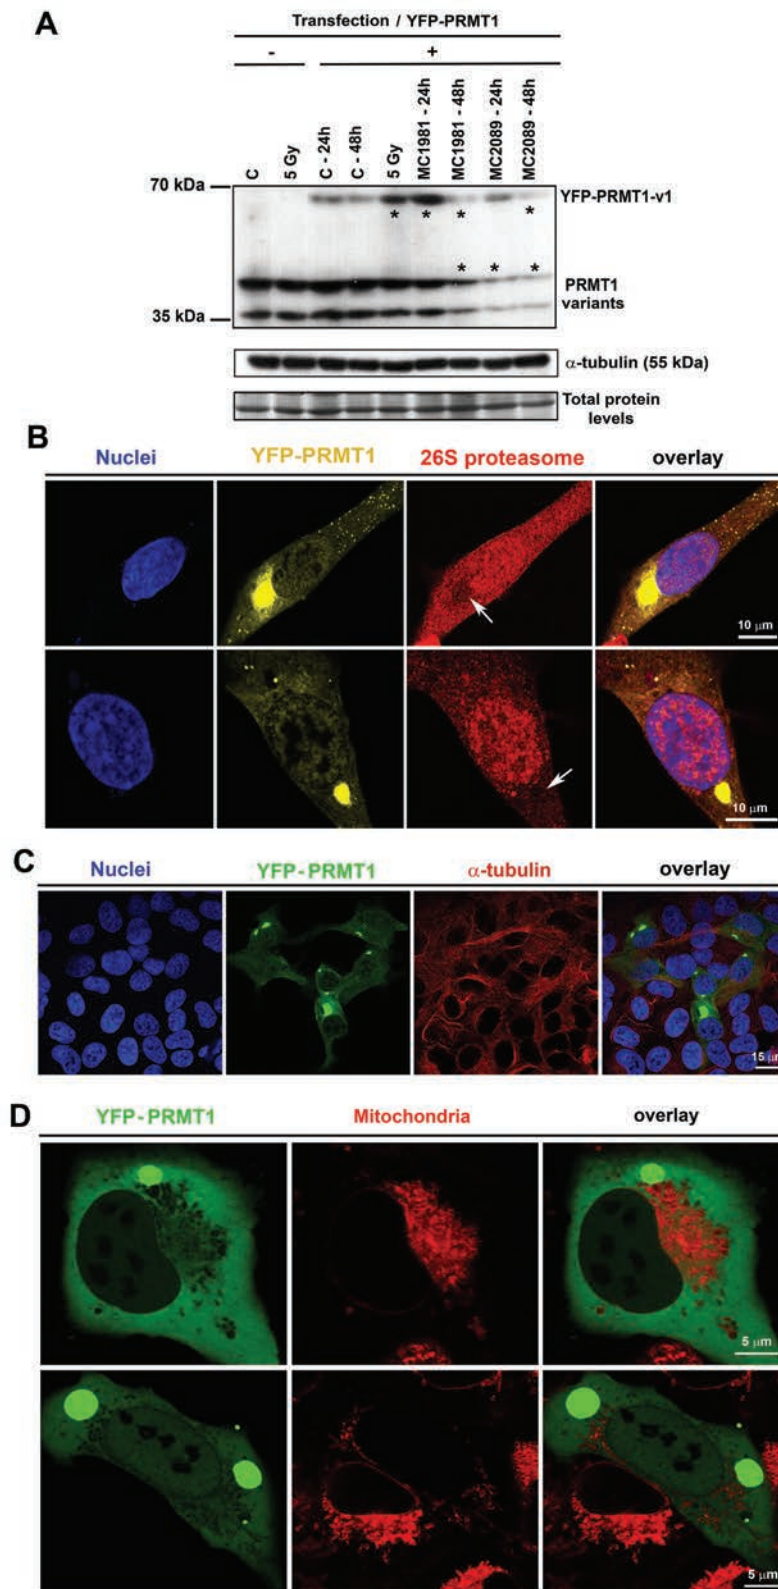 A
Transfection / YFP-PRMT1
- +
C
5 Gy
C - 24h
C - 48h
5 Gy
MC1981 - 24h
MC1981 - 48h
MC2089 - 24h
MC2089 - 48h
70 kDa
YFP-PRMT1-v1
* * * *
* * *
PRMT1
variants
35 kDa
α-tubulin (55 kDa)
Total protein
levels
B
Nuclei YFP-PRMT1 26S proteasome overlay
10 μm
10 μm
C
Nuclei YFP-PRMT1 α-tubulin overlay
15 μm
D
YFP-PRMT1 Mitochondria overlay
5 μm
5 μm